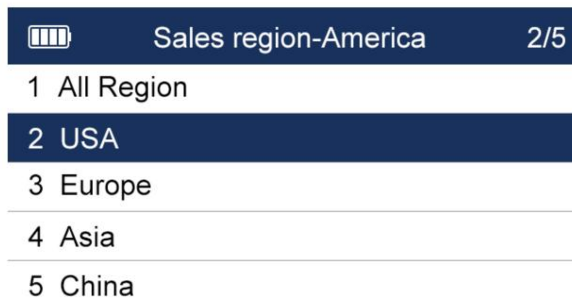 Sales region-America 2/5
1 All Region
2 USA
3 Europe
4 Asia
5 China